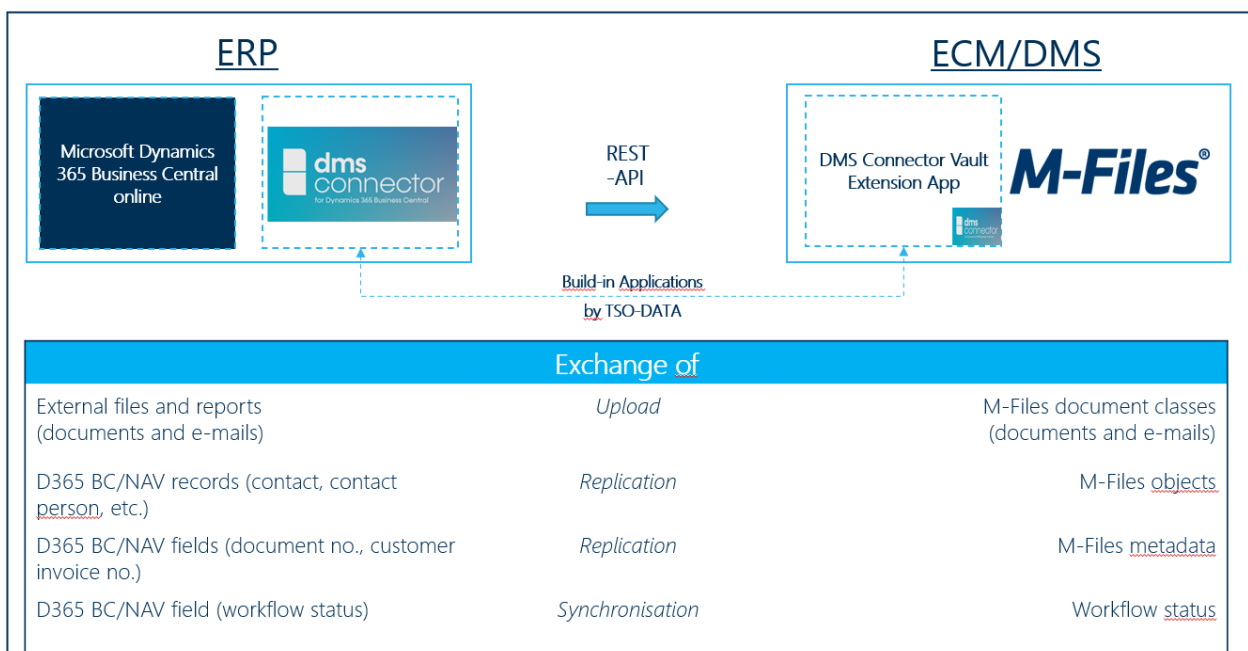 ERP
ECM/DMS
Microsoft Dynamics
365 Business Central
online
dms
connector
for Dynamics 365 Business Central
REST
-API
DMS Connector Vault
Extension App
dms
connector
M-Files®
Build-in Applications
by TSO-DATA
Exchange of
External files and reports
(documents and e-mails)
Upload
M-Files document classes
(documents and e-mails)
D365 BC/NAV records (contact, contact
person, etc.)
Replication
M-Files objects
D365 BC/NAV fields (document no., customer
invoice no.)
Replication
M-Files metadata
D365 BC/NAV field (workflow status)
Synchronisation
Workflow status